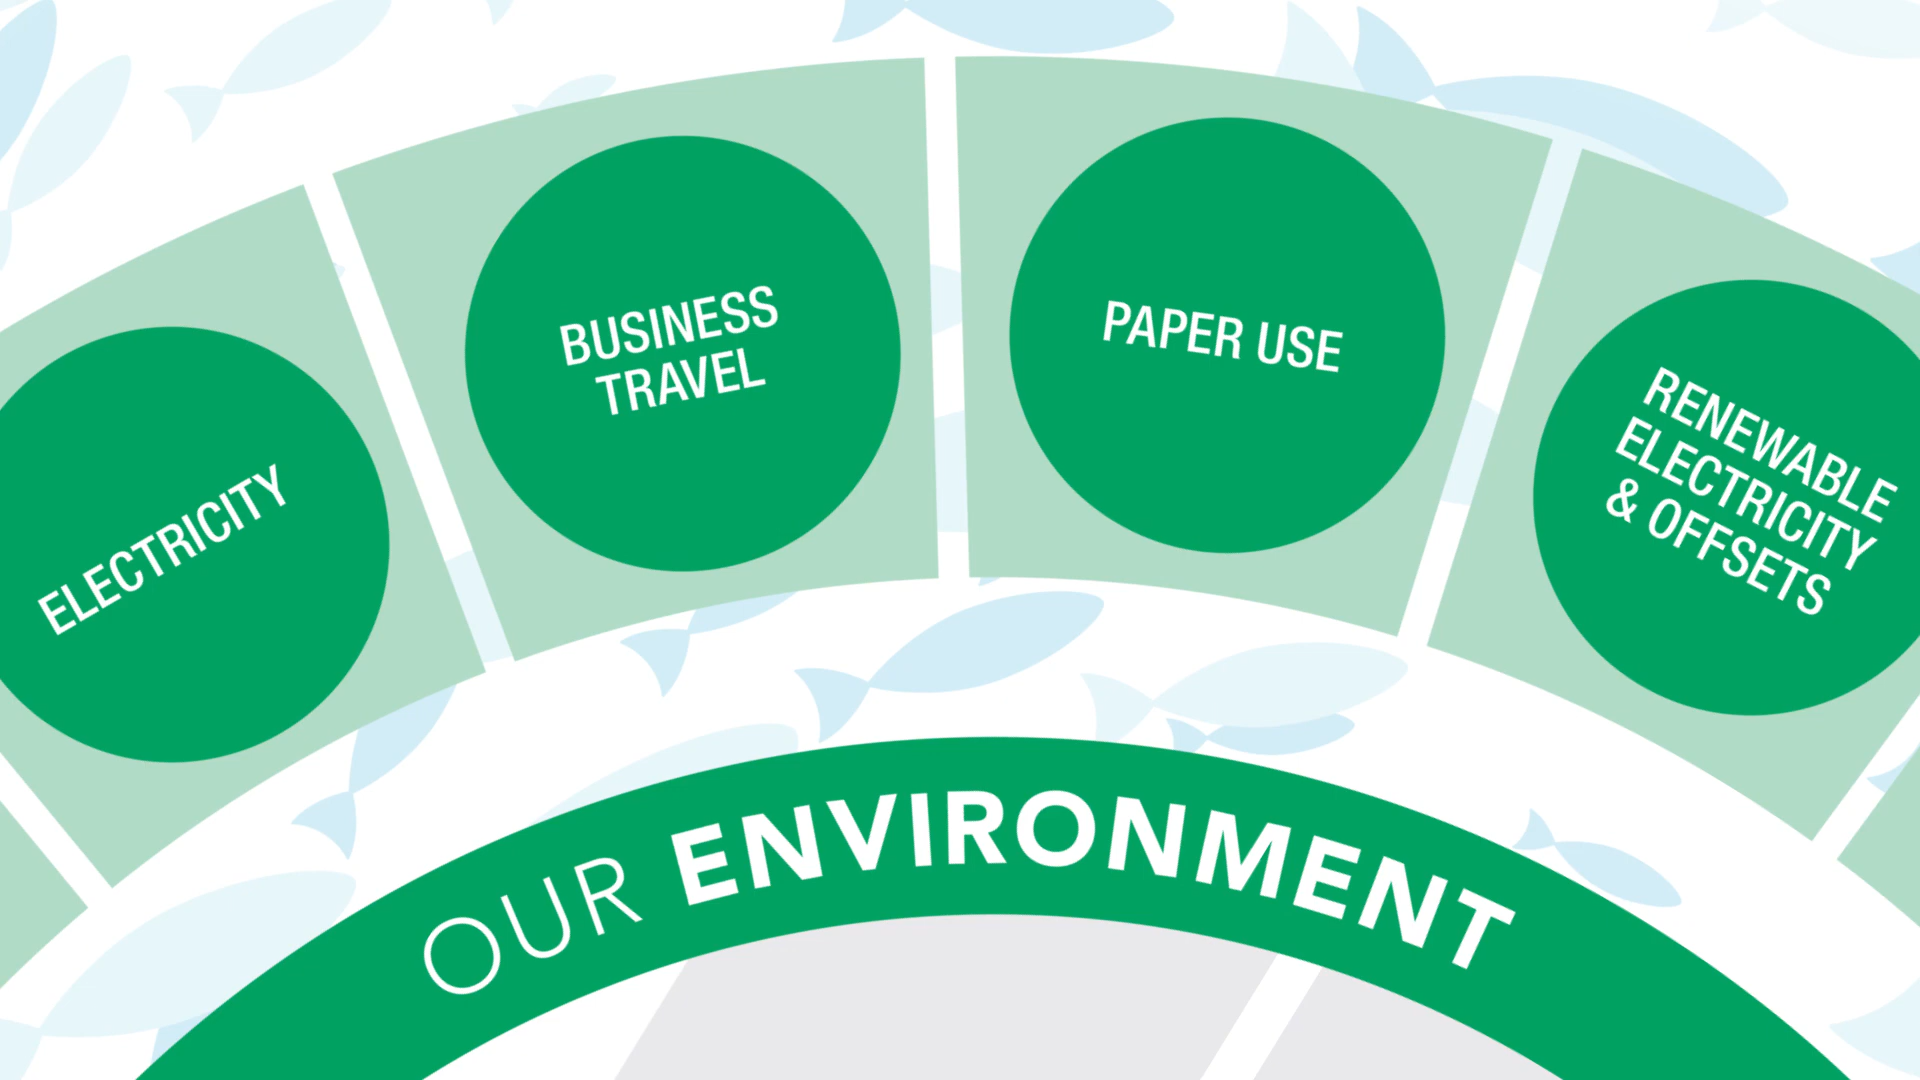 ELECTRICITY
BUSINESS
TRAVEL
PAPER USE
RENEWABLE
ELECTRICITY
& OFFSETS
OUR ENVIRONMENT